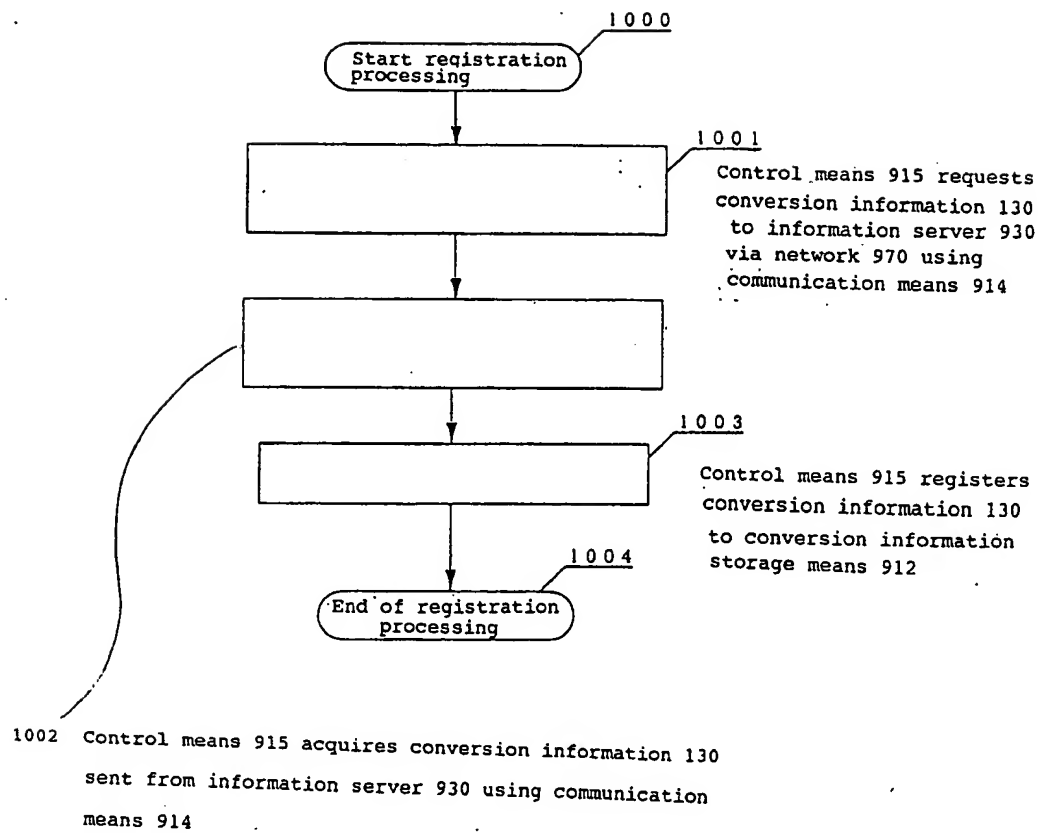 1000
Start registration
processing
1001
Control means 915 requests
conversion information 130
to information server 930
via network 970 using
communication means 914
1003
Control means 915 registers
conversion information 130
to conversion information
storage means 912
1004
End of registration
processing
1002 Control means 915 acquires conversion information 130
sent from information server 930 using communication
means 914